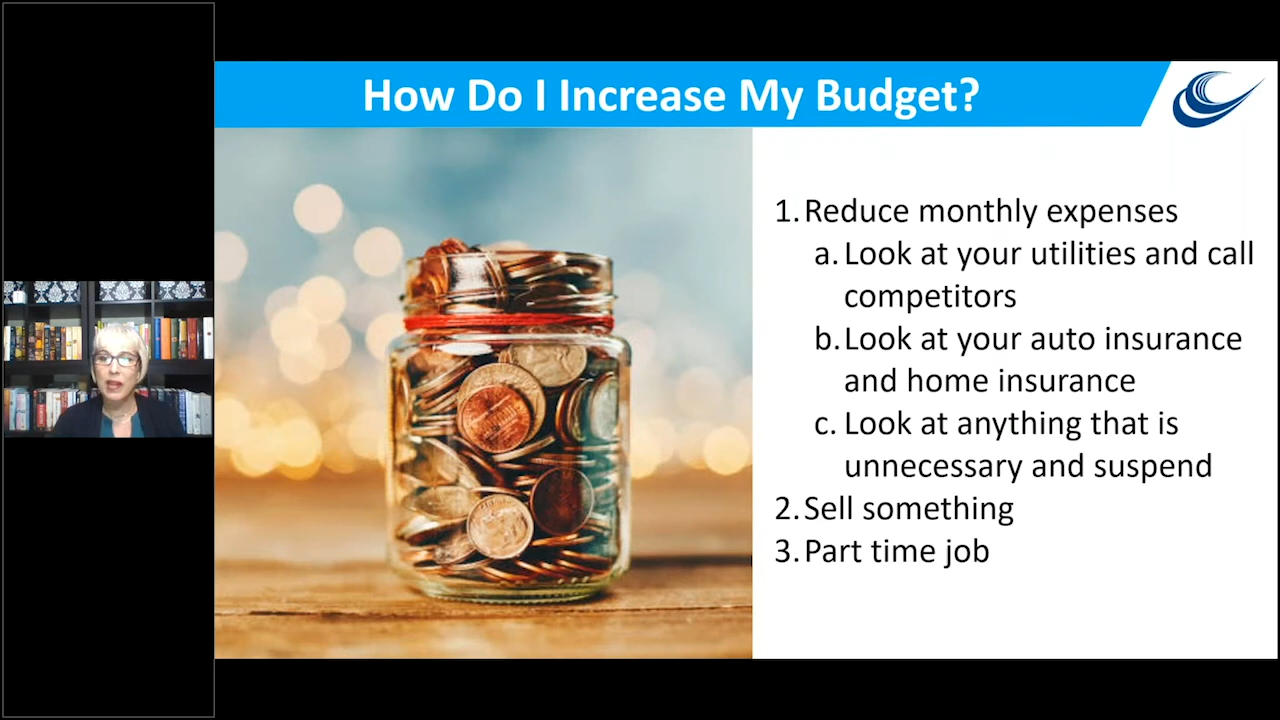 How Do I Increase My Budget?
1. Reduce monthly expenses
a. Look at your utilities and call
competitors
b. Look at your auto insurance
and home insurance
c. Look at anything that is
unnecessary and suspend
2. Sell something
3. Part time job